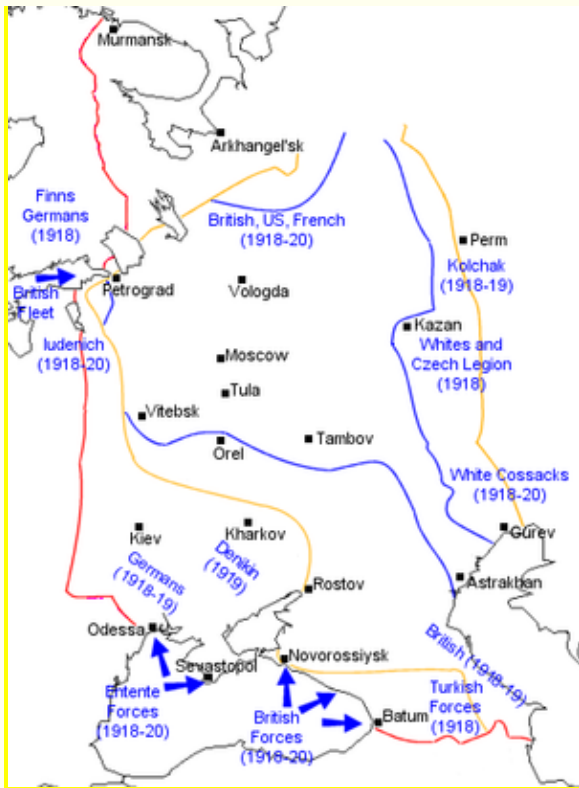 Murmansk
Arkhangel'sk
Finns
Germans
(1918)
British, US, French
(1918-20)
Perm
Kolchak
(1918-19)
British
Fleet
Petrograd
Vologda
Iudenich
(1918-20)
Kazan
Whites and
Czech Legion
(1918)
Moscow
Tula
Vitebsk
Orel
Tambov
White Cossacks
(1918-20)
Kiev
Kharkov
Gurev
Germans
(1918-19)
Denikin
(1919)
Rostov
Astrakhan
Odessa
Sevastopol
Novorossiysk
British (1918-19)
Entente
Forces
(1918-20)
British
Forces
(1918-20)
Turkish
Forces
(1918)
Batum